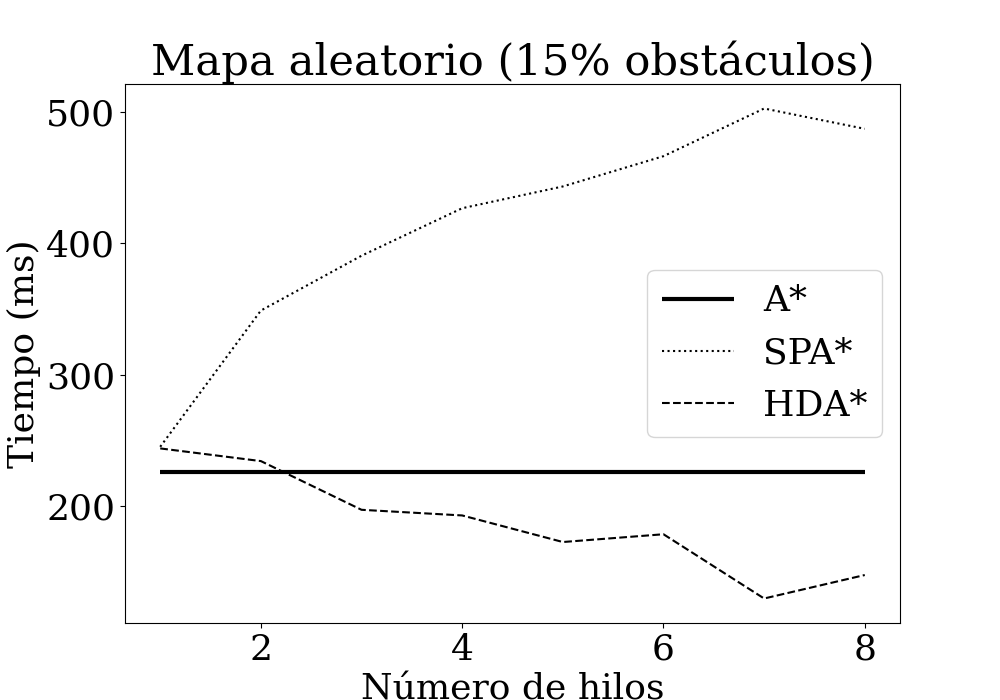 Mapa aleatorio (15% obstáculos)
500
400
300
200
Tiempo (ms)
A*
SPA*
HDA*
2 4 6 8
Número de hilos